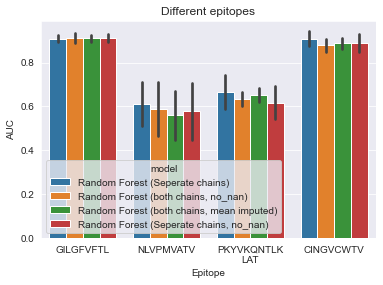 Different epitopes
AUC
0.8
0.6
0.4
0.2
0.0
model
Random Forest (Seperate chains)
Random Forest (both chains, no_nan)
Random Forest (both chains, mean imputed)
Random Forest (Seperate chains, no_nan)
GILGFVFTL NLVPMVATV PKYVKQNTLK CINGVCWTV
LAT
Epitope